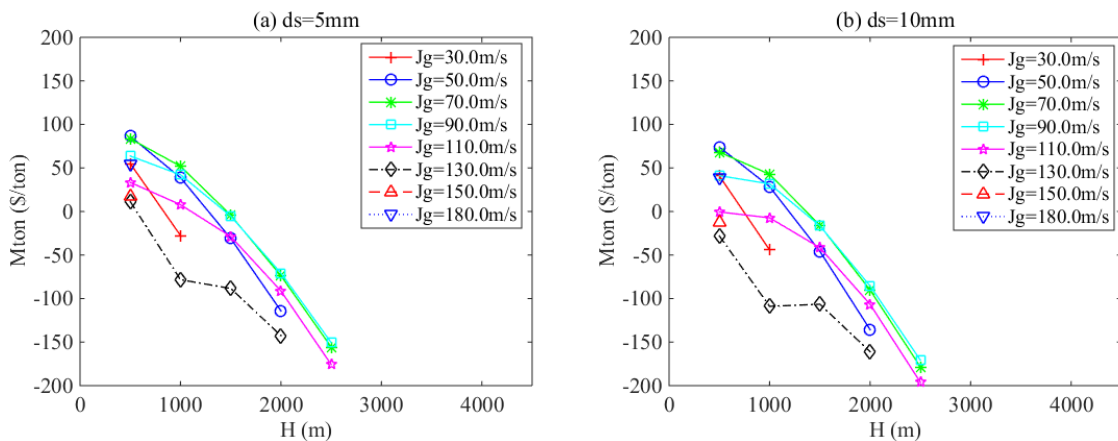 (a) ds=5mm
200
150
100
50
0
-50
-100
-150
-200
Mton ($/ton)
0 1000 2000 3000 4000
H (m)
Jg=30.0m/s
Jg=50.0m/s
Jg=70.0m/s
Jg=90.0m/s
Jg=110.0m/s
Jg=130.0m/s
Jg=150.0m/s
Jg=180.0m/s
(b) ds=10mm
200
150
100
50
0
-50
-100
-150
-200
Mton ($/ton)
0 1000 2000 3000 4000
H (m)
Jg=30.0m/s
Jg=50.0m/s
Jg=70.0m/s
Jg=90.0m/s
Jg=110.0m/s
Jg=130.0m/s
Jg=150.0m/s
Jg=180.0m/s